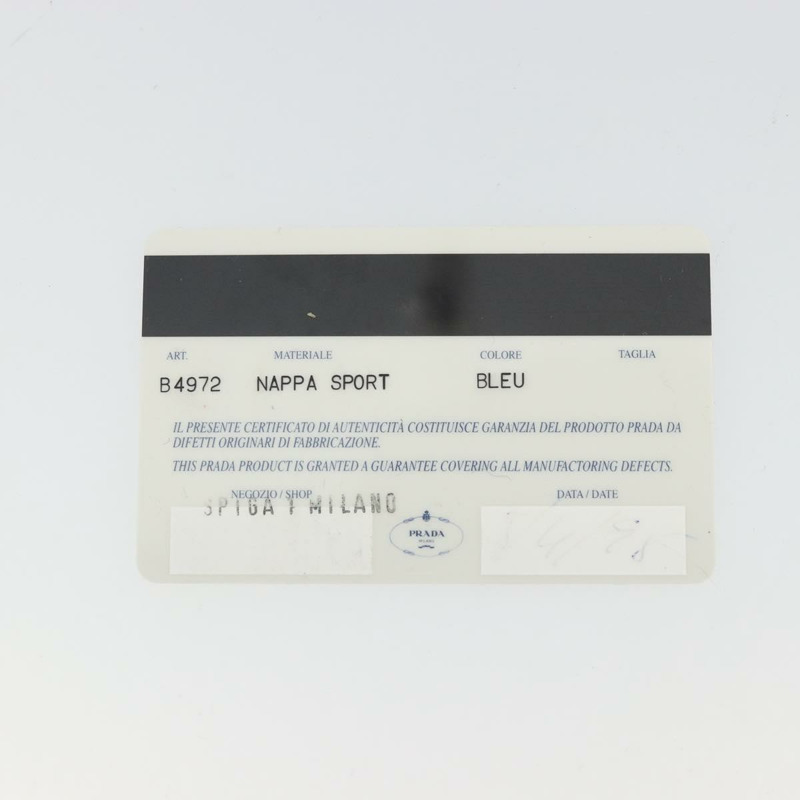 ART. MATERIALE COLORE TAGLIA
B4972 NAPPA SPORT BLEU
IL PRESENTE CERTIFICATO DI AUTENTICITÀ COSTITUISCE GARANZIA DEL PRODOTTO PRADA DA
DIFETTI ORIGINARI DI FABBRICAZIONE.
THIS PRADA PRODUCT IS GRANTED A GUARANTEE COVERING ALL MANUFACTORING DEFECTS.
NEGOZIO / SHOP DATA / DATE
SPIGA 1 MILANO
PRADA
MILANO